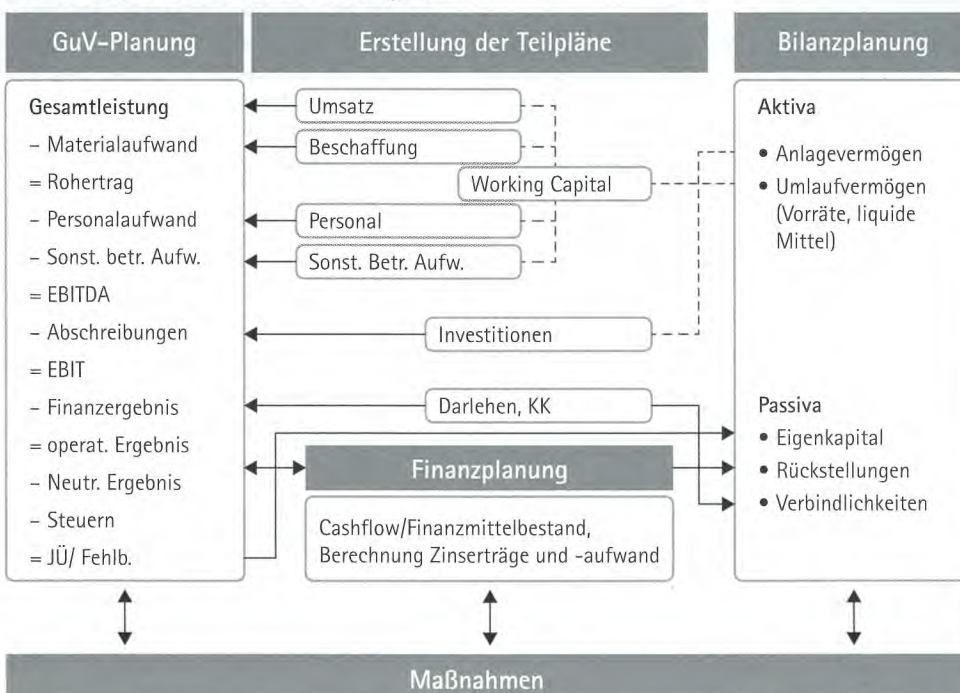 GuV-Planung
Erstellung der Teilpläne
Bilanzplanung
Gesamtleistung
– Materialaufwand
= Rohertrag
– Personalaufwand
– Sonst. betr. Aufw.
= EBITDA
– Abschreibungen
= EBIT
– Finanzergebnis
= operat. Ergebnis
– Neutr. Ergebnis
– Steuern
= JÜ/ Fehlb.
Umsatz
Beschaffung
Working Capital
Personal
Sonst. Betr. Aufw.
Investitionen
Darlehen, KK
Finanzplanung
Cashflow/Finanzmittelbestand,
Berechnung Zinserträge und -aufwand
Aktiva
• Anlagevermögen
• Umlaufvermögen
(Vorräte, liquide
Mittel)
Passiva
• Eigenkapital
• Rückstellungen
• Verbindlichkeiten
Maßnahmen